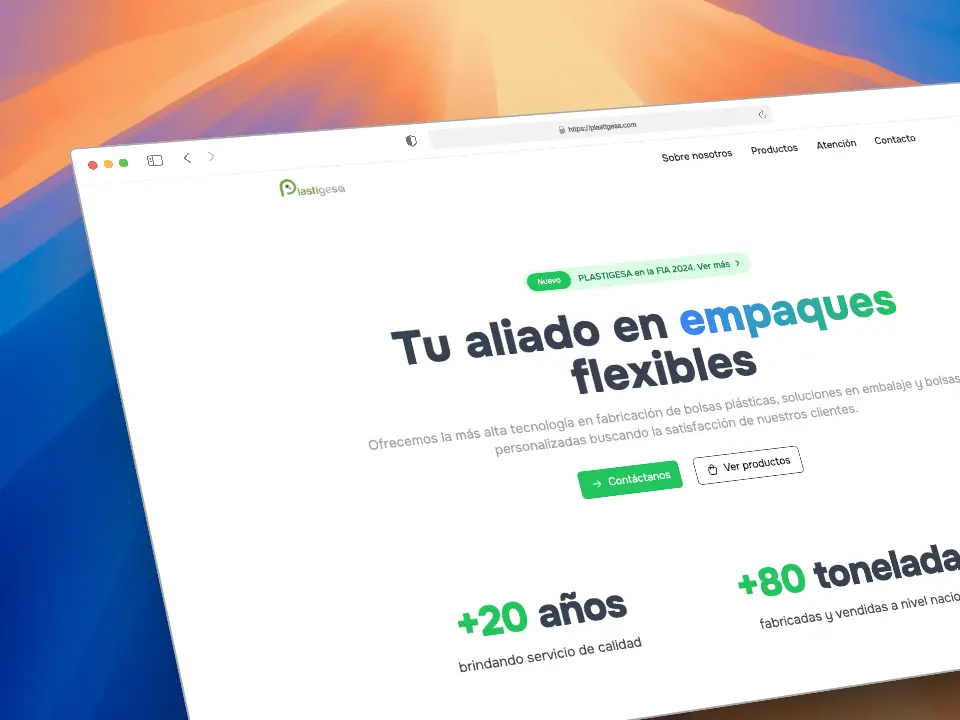 https://plastigesa.com
Plastigesa
Sobre nosotros Productos Atención Contacto
Nuevo PLASTIGESA en la FIA 2024. Ver más
Tu aliado en empaques
flexibles
Ofrecemos la más alta tecnología en fabricación de bolsas plásticas, soluciones en embalaje y bolsas
personalizadas buscando la satisfacción de nuestros clientes.
Contáctanos Ver productos
+20 años
brindando servicio de calidad
+80 tonelada
fabricadas y vendidas a nivel nacio